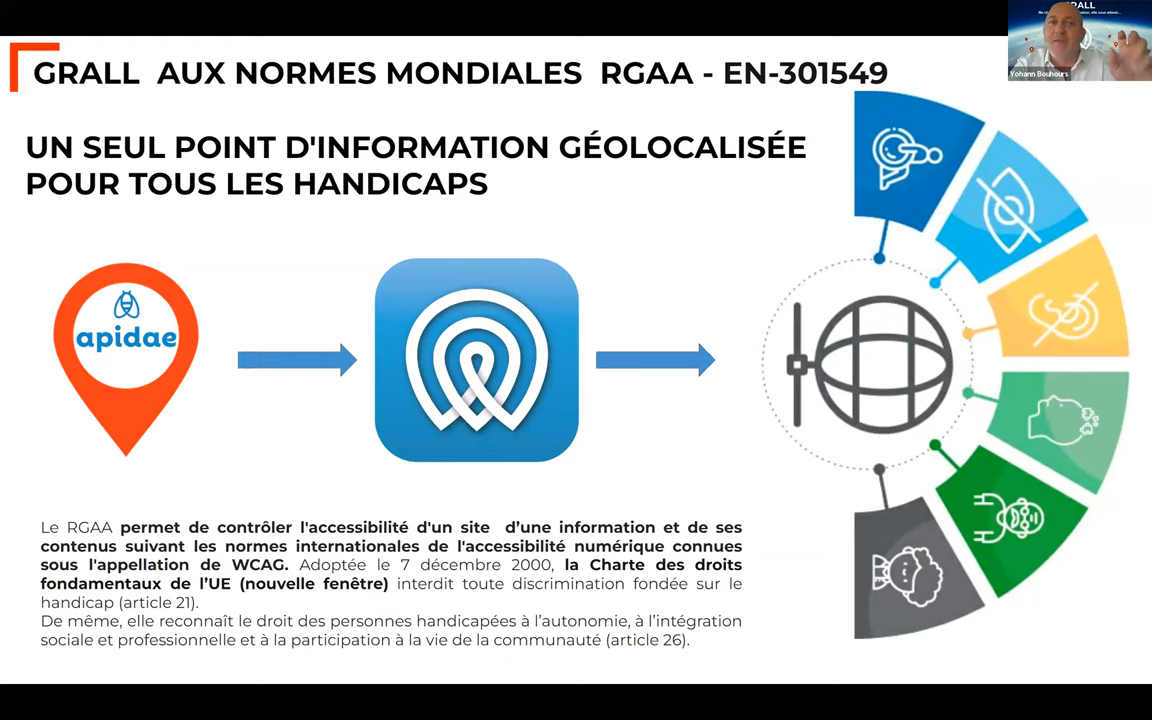 GRALL AUX NORMES MONDIALES RGAA - EN-301549
UN SEUL POINT D'INFORMATION GÉOLOCALISÉE
POUR TOUS LES HANDICAPS
apidae
Le RGAA permet de contrôler l'accessibilité d'un site d’une information et de ses
contenus suivant les normes internationales de l'accessibilité numérique connues
sous l'appellation de WCAG. Adoptée le 7 décembre 2000, la Charte des droits
fondamentaux de l’UE (nouvelle fenêtre) interdit toute discrimination fondée sur le
handicap (article 21).
De même, elle reconnaît le droit des personnes handicapées à l’autonomie, à l’intégration
sociale et professionnelle et à la participation à la vie de la communauté (article 26).
Yohann Bouhours